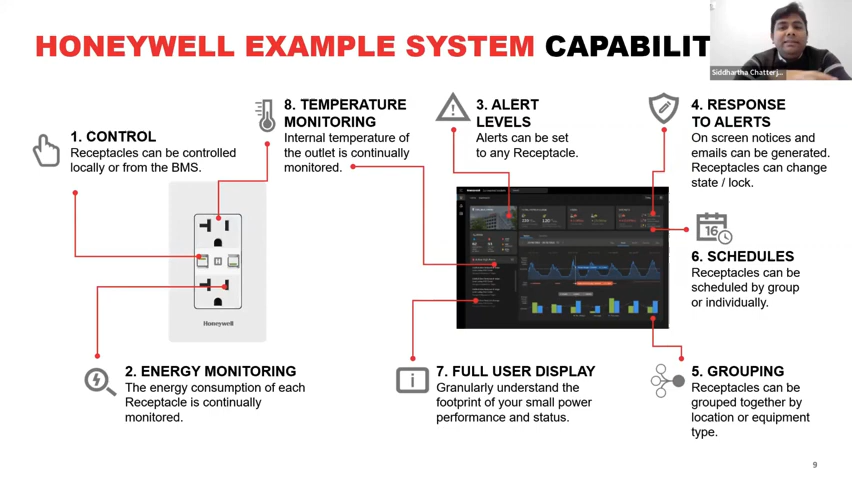 HONEYWELL EXAMPLE SYSTEM CAPABILIT
Siddhartha Chatterj...
1. CONTROL
Receptacles can be controlled
locally or from the BMS.
8. TEMPERATURE
MONITORING
Internal temperature of
the outlet is continually
monitored.
3. ALERT
LEVELS
Alerts can be set
to any Receptacle.
4. RESPONSE
TO ALERTS
On screen notices and
emails can be generated.
Receptacles can change
state / lock.
16
6. SCHEDULES
Receptacles can be
scheduled by group
or individually.
Honeywell
2. ENERGY MONITORING
The energy consumption of each
Receptacle is continually
monitored.
7. FULL USER DISPLAY
Granularly understand the
footprint of your small power
performance and status.
5. GROUPING
Receptacles can be
grouped together by
location or equipment
type.
9